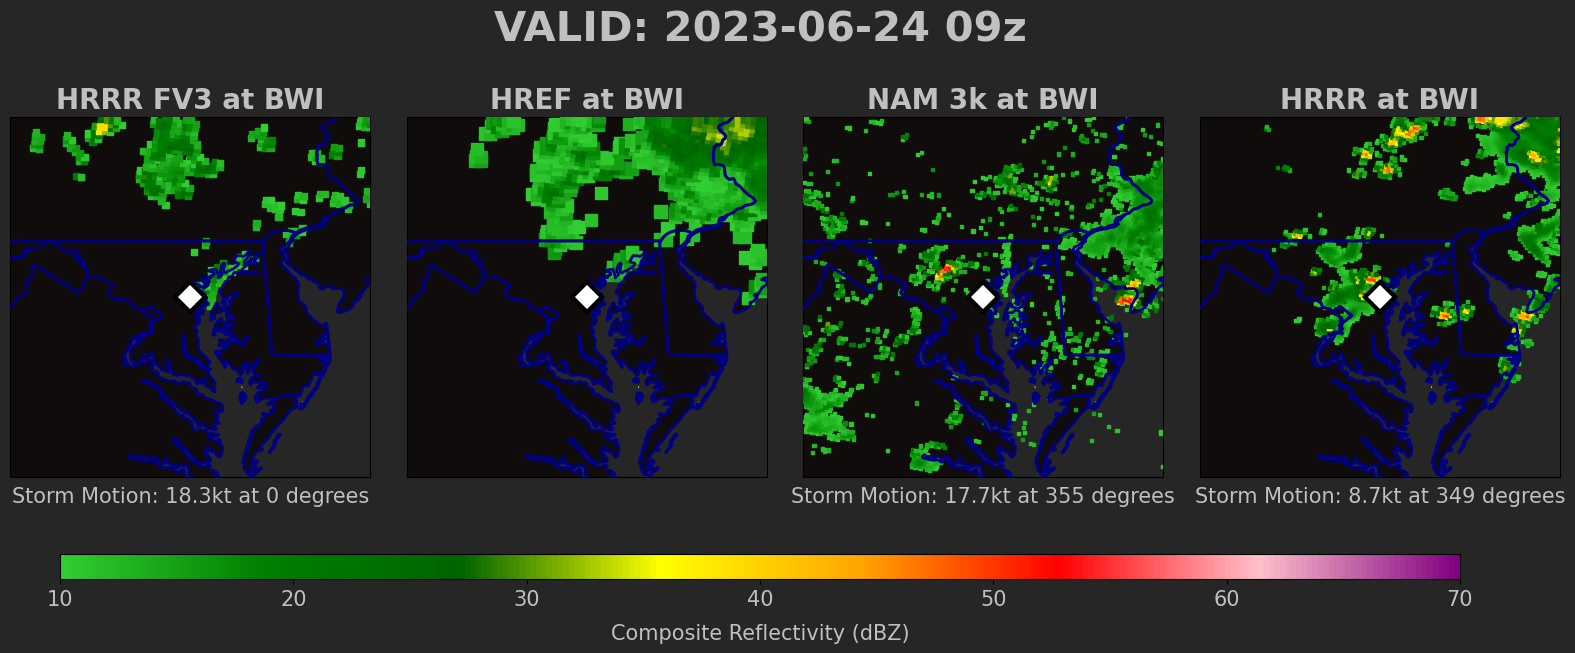 VALID: 2023-06-24 09z
HRRR FV3 at BWI
HREF at BWI
NAM 3k at BWI
HRRR at BWI
Storm Motion: 18.3kt at 0 degrees
Storm Motion: 17.7kt at 355 degrees
Storm Motion: 8.7kt at 349 degrees
10 20 30 40 50 60 70
Composite Reflectivity (dBZ)